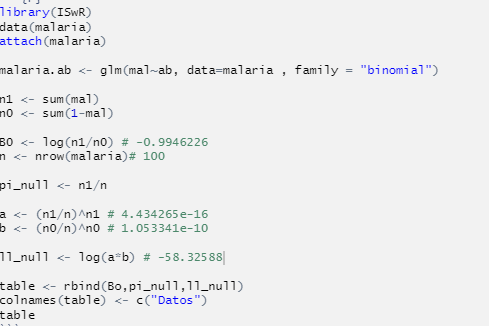 library(ISwR)
data(malaria)
attach(malaria)
malaria.ab <- glm(mal~ab, data=malaria , family = "binomial")
n1 <- sum(mal)
n0 <- sum(1-mal)
B0 <- log(n1/n0) # -0.9946226
n <- nrow(malaria)# 100
pi_null <- n1/n
a <- (n1/n)^n1 # 4.434265e-16
b <- (n0/n)^n0 # 1.053341e-10
ll_null <- log(a*b) # -58.32588
table <- rbind(Bo,pi_null,ll_null)
colnames(table) <- c("Datos")
table